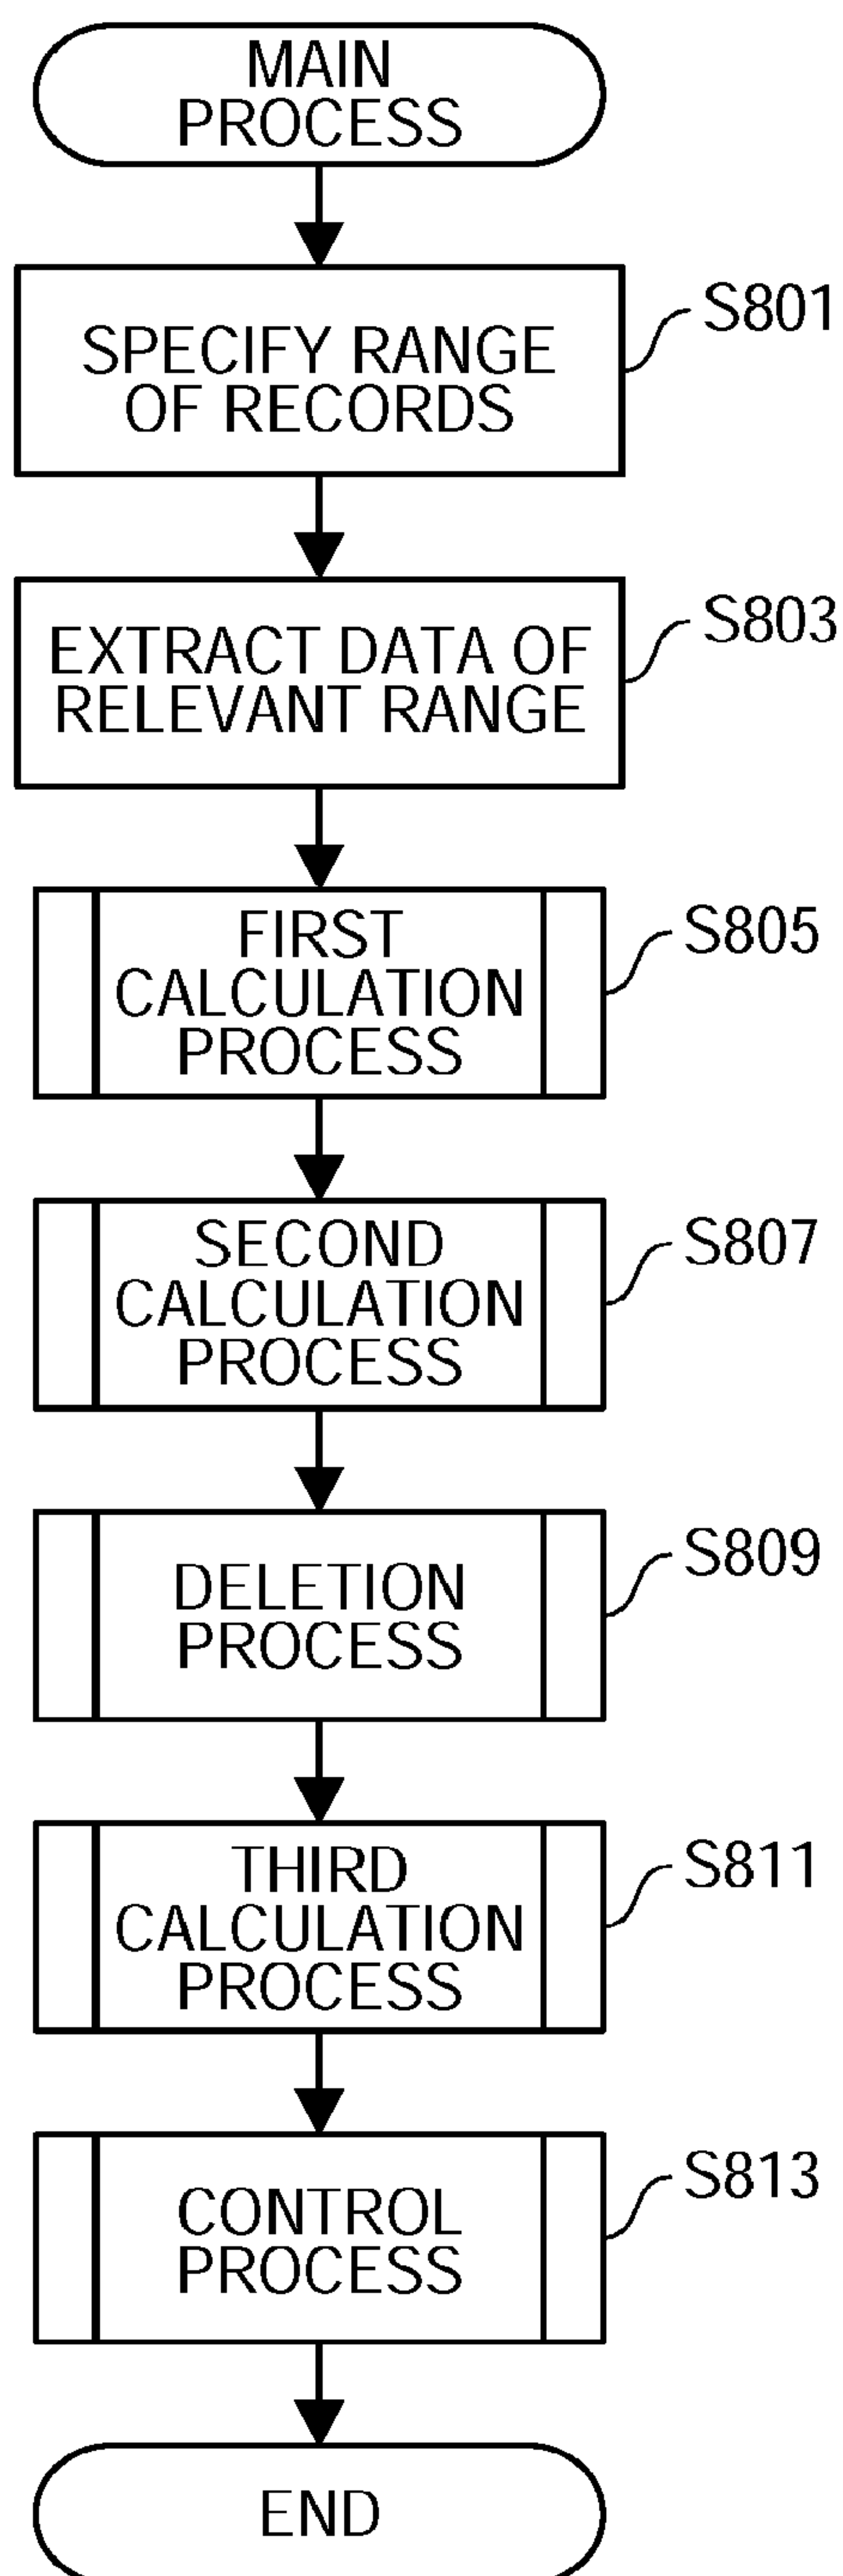 MAIN
PROCESS
SPECIFY RANGE
OF RECORDS
S801
EXTRACT DATA OF
RELEVANT RANGE
S803
FIRST
CALCULATION
PROCESS
S805
SECOND
CALCULATION
PROCESS
S807
DELETION
PROCESS
S809
THIRD
CALCULATION
PROCESS
S811
CONTROL
PROCESS
S813
END